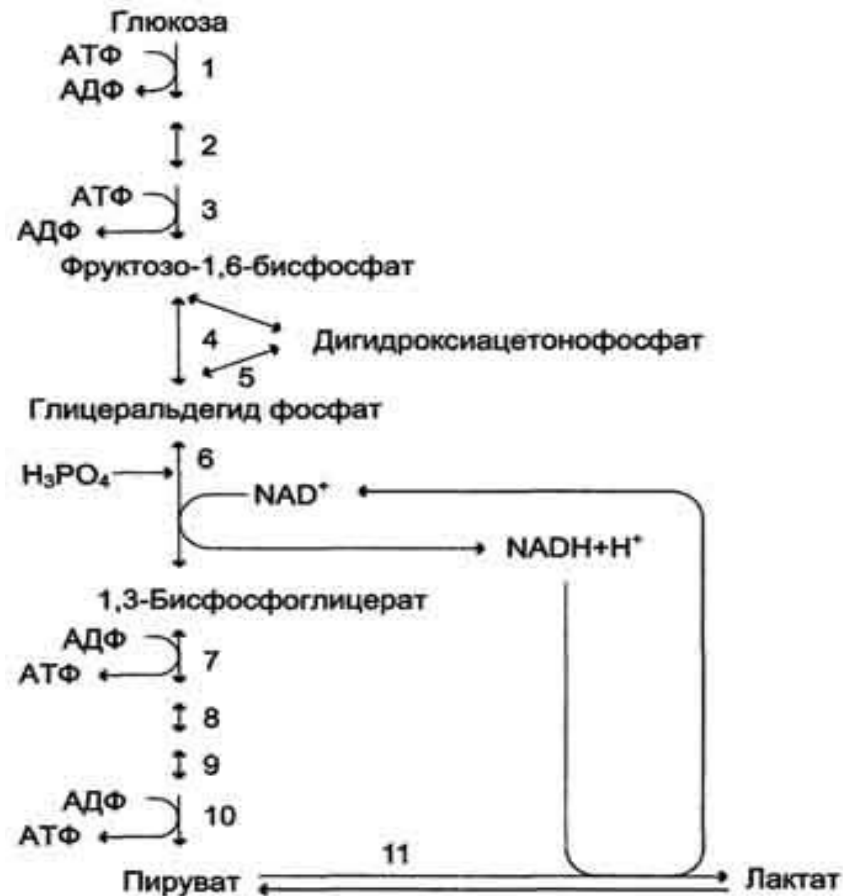 Глюкоза
АТФ
1
АДФ
2
АТФ
3
АДФ
Фруктозо-1,6-бисфосфат
4
Дигидроксиацетонофосфат
5
Глицеральдегид фосфат
6
H₃PO₄
NAD⁺
NADH+H⁺
1,3-Бисфосфоглицерат
АДФ
7
АТФ
8
9
АДФ
10
АТФ
11
Пируват
Лактат